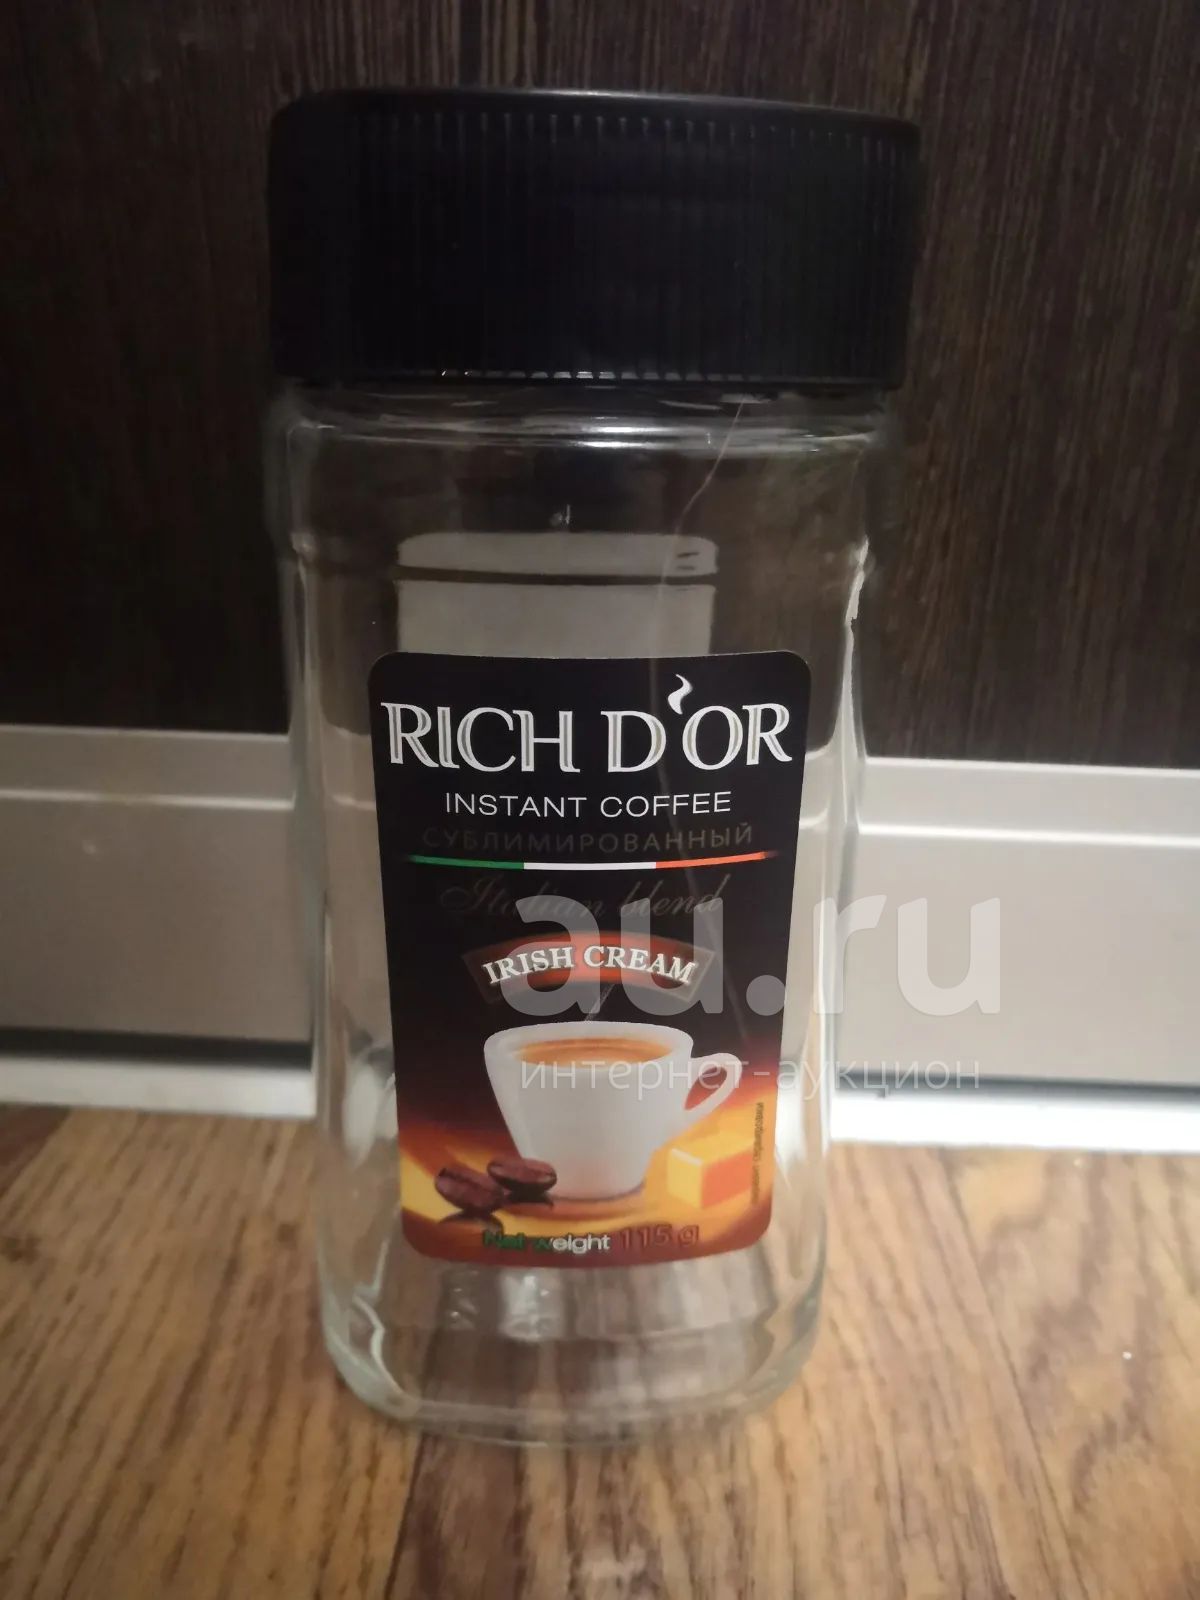 RICH D'OR
INSTANT COFFEE
СУБЛИМИРОВАННЫЙ
Italian blend
IRISH CREAM
au.ru
интернет-аукцион
Net weight 115 g